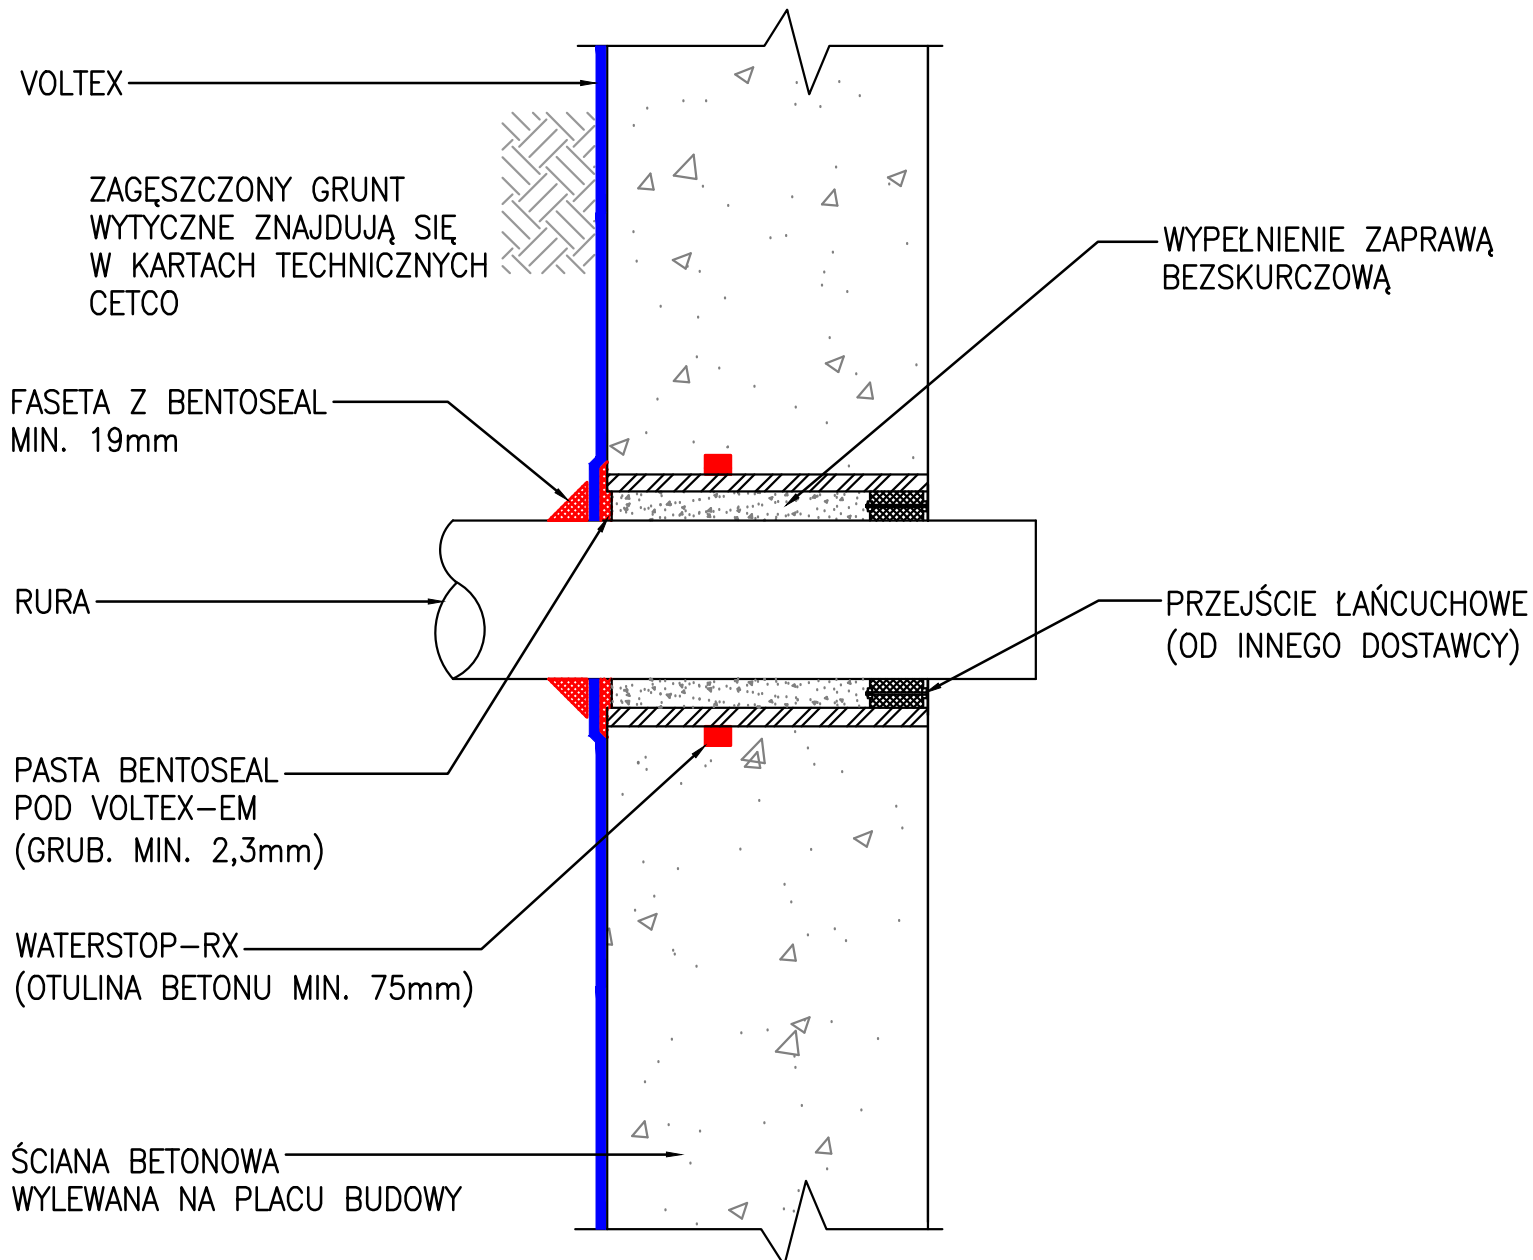 VOLTEX
ZAGĘSZCZONY GRUNT
WYTYCZNE ZNAJDUJĄ SIĘ
W KARTACH TECHNICZNYCH
CETCO
WYPEŁNIENIE ZAPRAWĄ
BEZSKURCZOWĄ
FASETA Z BENTOSEAL
MIN. 19mm
RURA
PRZEJŚCIE ŁAŃCUCHOWE
(OD INNEGO DOSTAWCY)
PASTA BENTOSEAL
POD VOLTEX-EM
(GRUB. MIN. 2,3mm)
WATERSTOP-RX
(OTULINA BETONU MIN. 75mm)
ŚCIANA BETONOWA
WYLEWANA NA PLACU BUDOWY